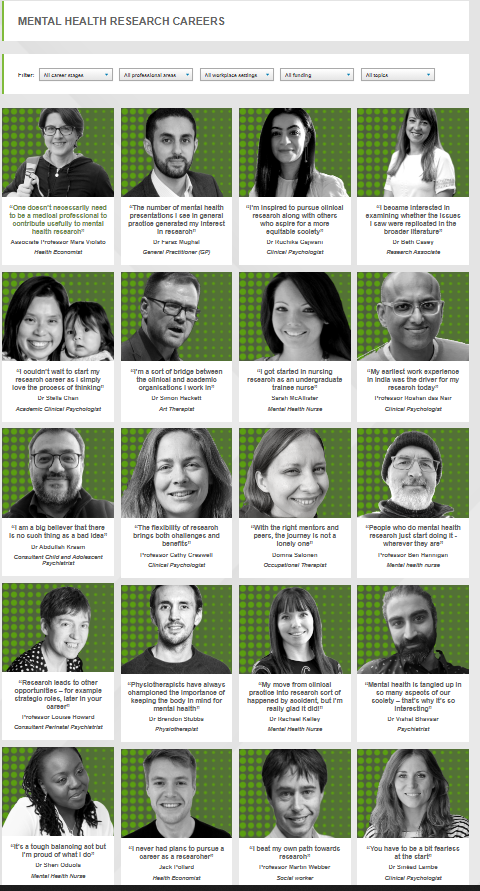 MENTAL HEALTH RESEARCH CAREERS
Filter: All career stages All professional areas All workplace settings All funding All topics
"One doesn't necessarily need
to be a medical professional to
contribute usefully to mental
health research"
Associate Professor Mara Violato
Health Economist
"The number of mental health
presentations I see in general
practice generated my interest
in research"
Dr Faraz Mughal
General Practitioner (GP)
"I'm inspired to pursue clinical
research along with others
who aspire for a more
equitable society"
Dr Ruchika Gajwani
Clinical Psychologist
"I became interested in
examining whether the issues
I saw were replicated in the
broader literature"
Dr Beth Casey
Research Associate
"I couldn't wait to start my
research career as I simply
love the process of thinking"
Dr Stella Chan
Academic Clinical Psychologist
"I'm a sort of bridge between
the clinical and academic
organisations I work in"
Dr Simon Hackett
Art Therapist
"I got started in nursing
research as an undergraduate
trainee nurse"
Sarah McAllister
Mental Health Nurse
"My earliest work experience
in India was the driver for my
research today"
Professor Roshan das Nair
Clinical Psychologist
"I am a big believer that there
is no such thing as a bad idea"
Dr Abdullah Kraam
Consultant Child and Adolescent
Psychiatrist
"The flexibility of research
brings both challenges and
benefits"
Professor Cathy Creswell
Clinical Psychologist
"With the right mentors and
peers, the journey is not a
lonely one"
Donna Salonen
Occupational Therapist
"People who do mental health
research just start doing it -
wherever they are"
Professor Ben Hannigan
Mental health nurse
"Research leads to other
opportunities – for example
strategic roles, later in your
career"
Professor Louise Howard
Consultant Perinatal Psychiatrist
"Physiotherapists have always
championed the importance of
keeping the body in mind for
mental health"
Dr Brendon Stubbs
Physiotherapist
"My move from clinical
practice into research sort of
happened by accident, but I'm
really glad it did!"
Dr Rachael Kelley
Mental Health Nurse
"Mental health is tangled up in
so many aspects of our
society – that's why it's so
interesting"
Dr Vishal Bhavsar
Psychiatrist
"It's a tough balancing act but
I'm proud of what I do"
Dr Sheri Oduola
Mental Health Nurse
"I never had plans to pursue a
career as a researcher"
Jack Pollard
Health Economist
"I beat my own path towards
research"
Professor Martin Webber
Social worker
"You have to be a bit fearless
at the start"
Dr Sinéad Lambe
Clinical Psychologist